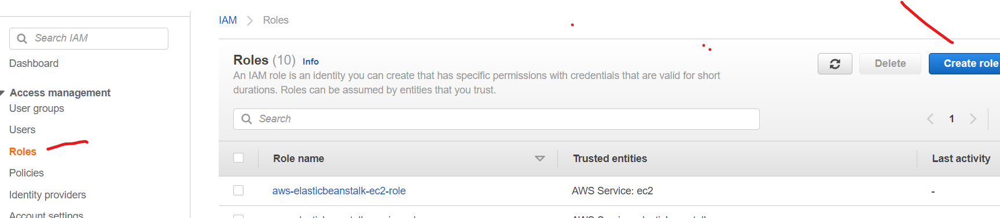 IAM > Roles
Search IAM
Dashboard
Access management
User groups
Users
Roles
Policies
Identity providers
Account settings
Roles (10) Info
An IAM role is an identity you can create that has specific permissions with credentials that are valid for short
durations. Roles can be assumed by entities that you trust.
Delete
Create role
Search
1
Role name
Trusted entities
Last activity
aws-elasticbeanstalk-ec2-role
AWS Service: ec2
-